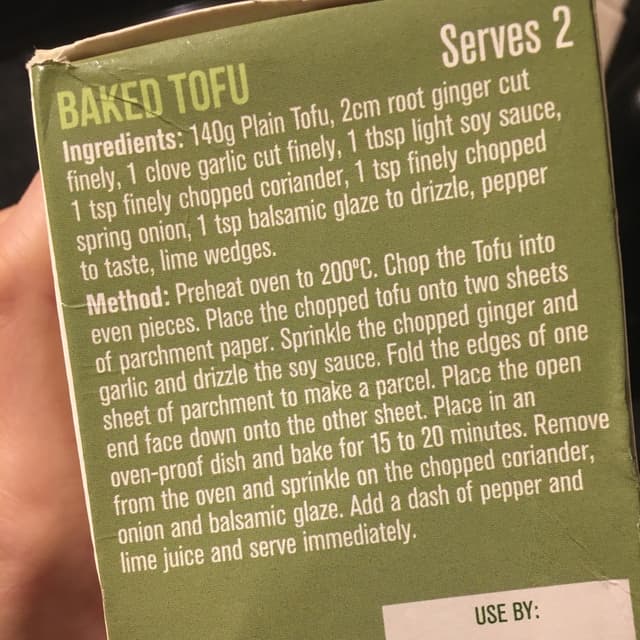 Serves 2
BAKED TOFU
Ingredients: 140g Plain Tofu, 2cm root ginger cut
finely, 1 clove garlic cut finely, 1 tbsp light soy sauce,
1 tsp finely chopped coriander, 1 tsp finely chopped
spring onion, 1 tsp balsamic glaze to drizzle, pepper
to taste, lime wedges.
Method: Preheat oven to 200ºC. Chop the Tofu into
even pieces. Place the chopped tofu onto two sheets
of parchment paper. Sprinkle the chopped ginger and
garlic and drizzle the soy sauce. Fold the edges of one
sheet of parchment to make a parcel. Place the open
end face down onto the other sheet. Place in an
oven-proof dish and bake for 15 to 20 minutes. Remove
from the oven and sprinkle on the chopped coriander,
onion and balsamic glaze. Add a dash of pepper and
lime juice and serve immediately.
USE BY: